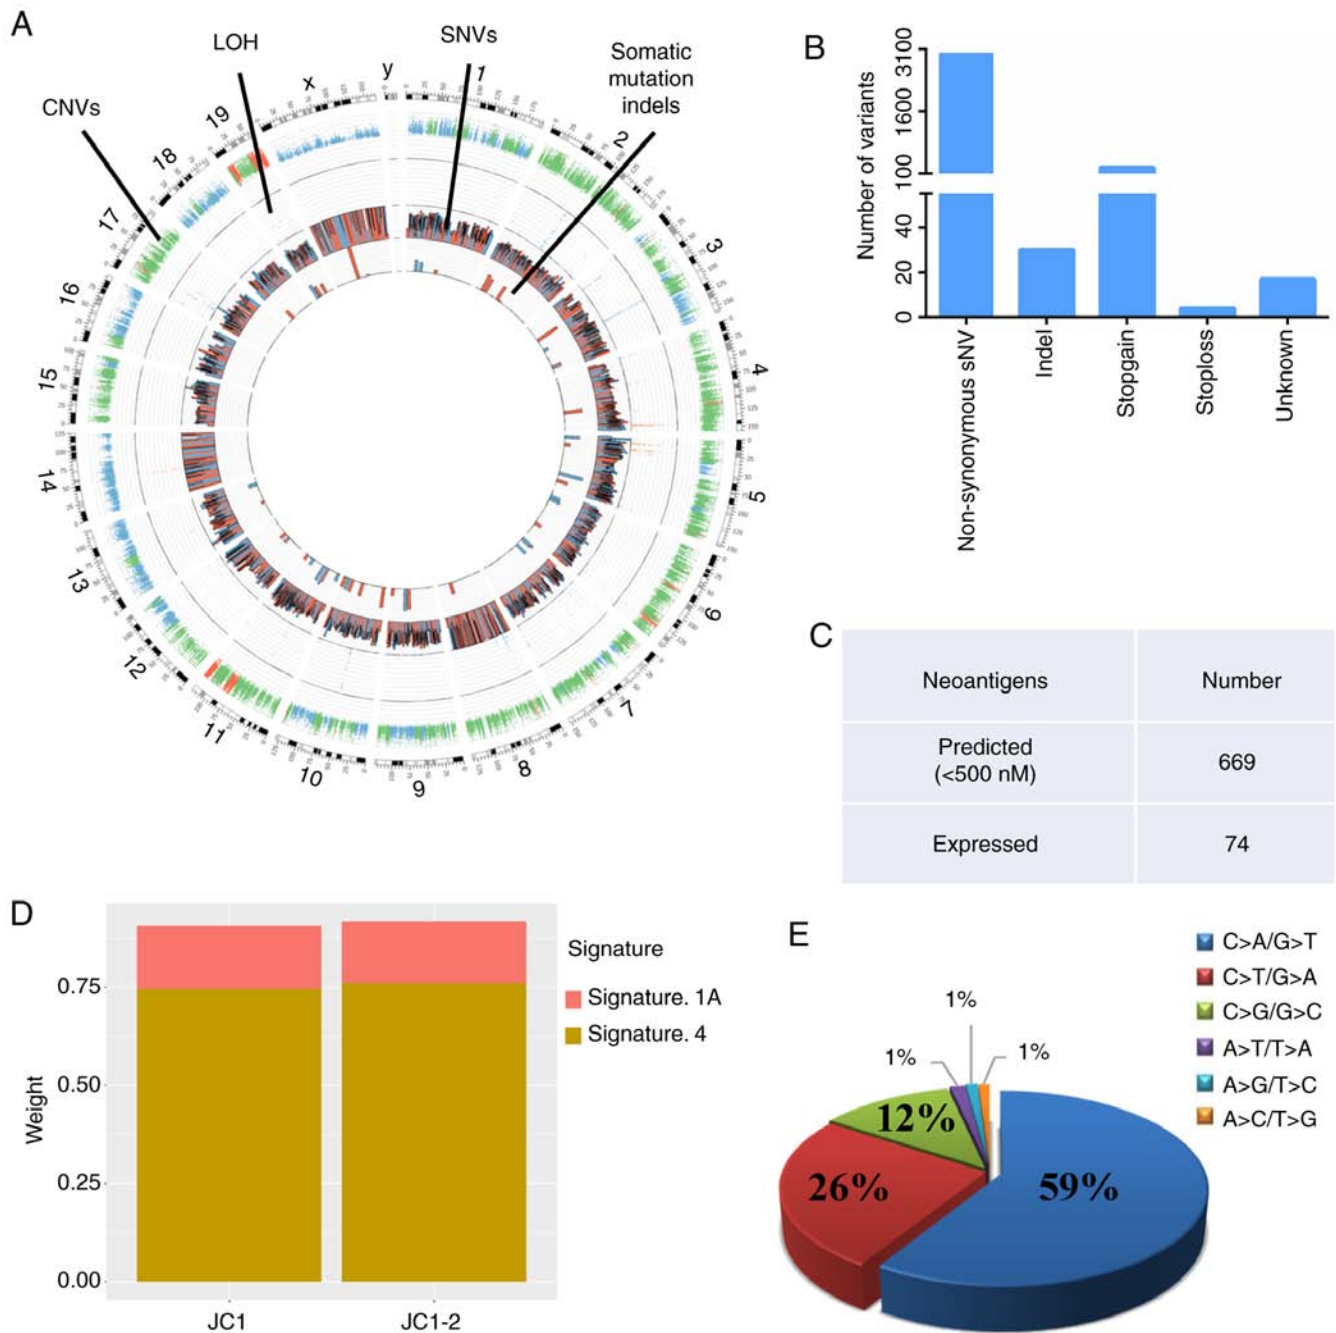 A
CNVs
LOH
SNVs
Somatic
mutation
indels
x
y
1
2
3
4
5
6
7
8
9
10
11
12
13
14
15
16
17
18
19
B
Number of variants
3100
1600
100
40
20
0
Non-synonymous sNV
Indel
Stopgain
Stoploss
Unknown
C
Neoantigens Number
Predicted
(<500 nM)
669
Expressed 74
D
Weight
0.75
0.50
0.25
0.00
JC1
JC1-2
Signature
Signature. 1A
Signature. 4
E
1%
1%
1%
12%
26%
59%
C>A/G>T
C>T/G>A
C>G/G>C
A>T/T>A
A>G/T>C
A>C/T>G